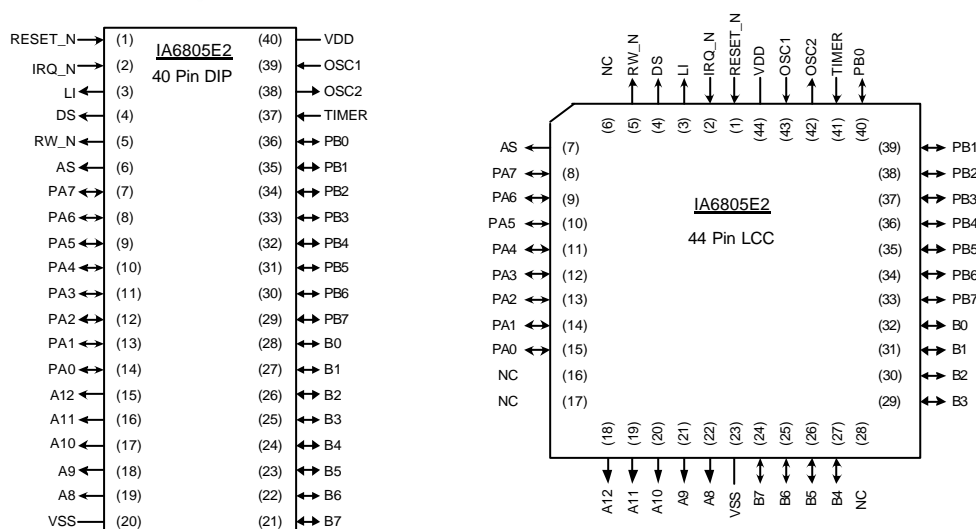 RESET_N (1) IA6805E2 (40) VDD
IRQ_N (2) 40 Pin DIP (39) OSC1
LI (3) (38) OSC2
DS (4) (37) TIMER
RW_N (5) (36) PB0
AS (6) (35) PB1
PA7 (7) (34) PB2
PA6 (8) (33) PB3
PA5 (9) (32) PB4
PA4 (10) (31) PB5
PA3 (11) (30) PB6
PA2 (12) (29) PB7
PA1 (13) (28) B0
PA0 (14) (27) B1
A12 (15) (26) B2
A11 (16) (25) B3
A10 (17) (24) B4
A9 (18) (23) B5
A8 (19) (22) B6
VSS (20) (21) B7
NC RW_N DS LI IRQ_N RESET_N VDD OSC1 OSC2 TIMER PB0
(6) (5) (4) (3) (2) (1) (44) (43) (42) (41) (40)
AS (7) (39) PB1
PA7 (8) (38) PB2
PA6 (9) IA6805E2 (37) PB3
PA5 (10) (36) PB4
PA4 (11) 44 Pin LCC (35) PB5
PA3 (12) (34) PB6
PA2 (13) (33) PB7
PA1 (14) (32) B0
PA0 (15) (31) B1
NC (16) (30) B2
NC (17) (29) B3
(18) (19) (20) (21) (22) (23) (24) (25) (26) (27) (28)
A12 A11 A10 A9 A8 VSS B7 B6 B5 B4 NC